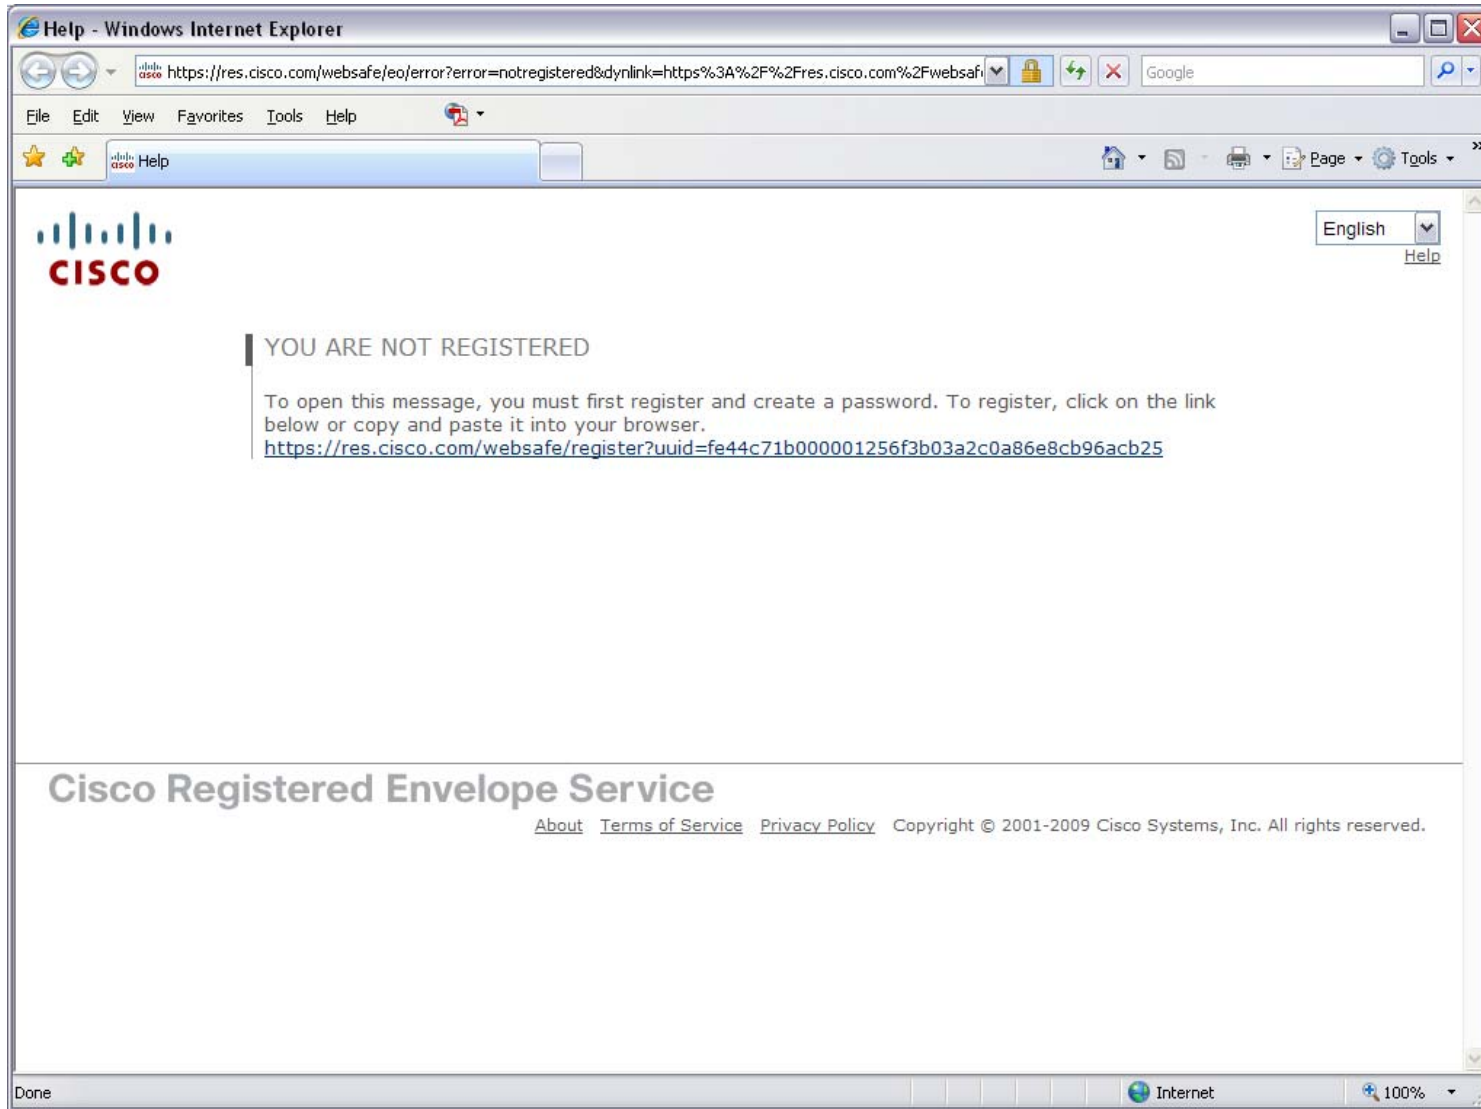 Help - Windows Internet Explorer
https://res.cisco.com/websafe/eo/error?error=notregistered&dynlink=https%3A%2F%2Fres.cisco.com%2Fwebsaf
Google
File Edit View Favorites Tools Help
cisco Help
Page Tools »
CISCO
English
Help
YOU ARE NOT REGISTERED
To open this message, you must first register and create a password. To register, click on the link
below or copy and paste it into your browser.
https://res.cisco.com/websafe/register?uuid=fe44c71b000001256f3b03a2c0a86e8cb96acb25
Cisco Registered Envelope Service
About Terms of Service Privacy Policy Copyright © 2001-2009 Cisco Systems, Inc. All rights reserved.
Done Internet 100%